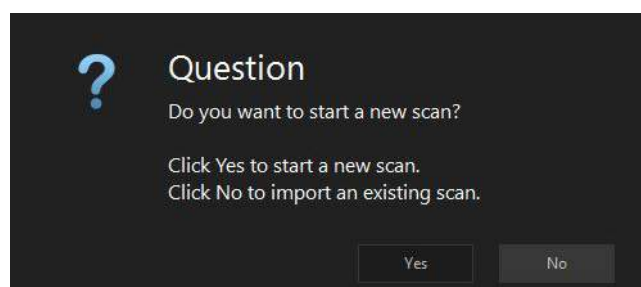 Question
Do you want to start a new scan?
Click Yes to start a new scan.
Click No to import an existing scan.
Yes No